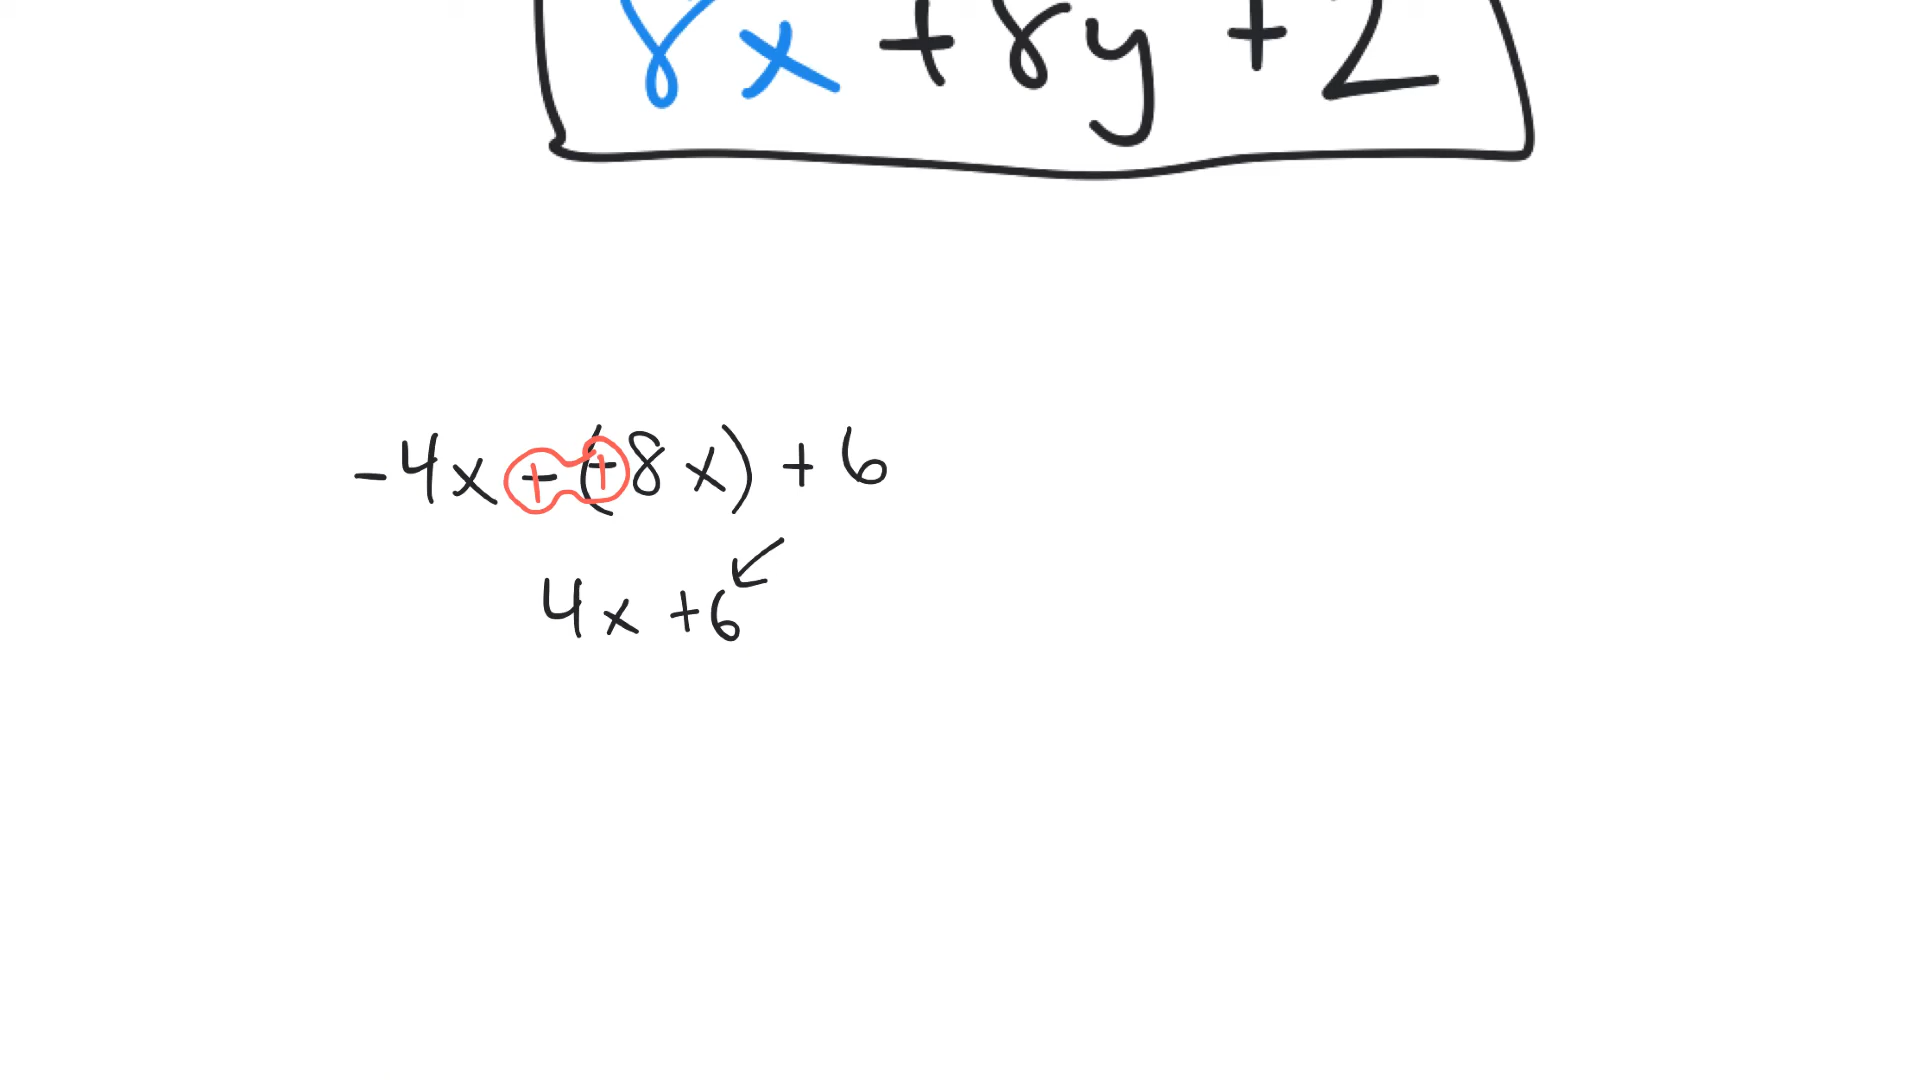 8x + 8y + 2
-4x - (-8x) + 6
4x + 6